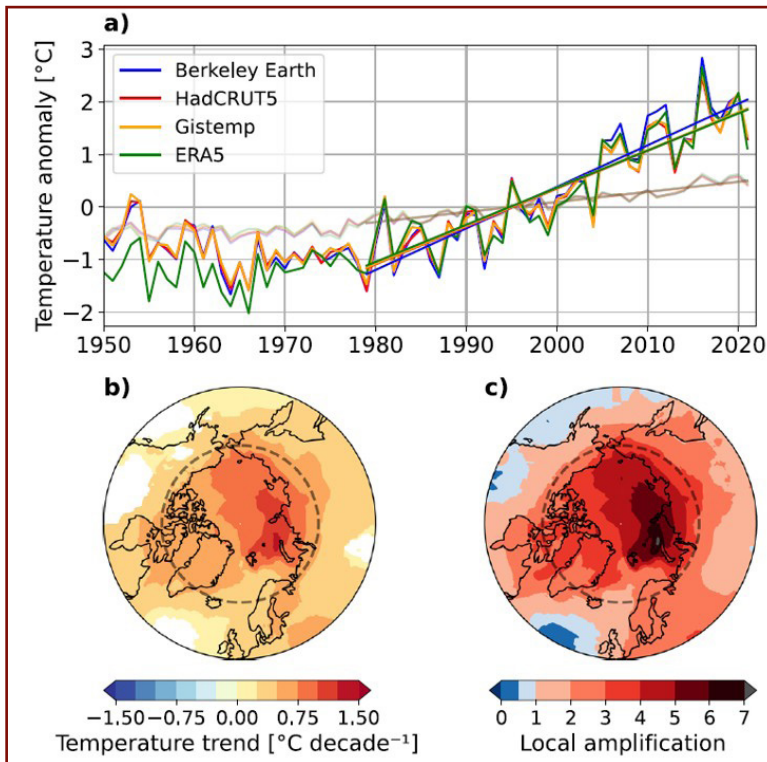 a)
Temperature anomaly [°C]
3
2
1
0
−1
−2
Berkeley Earth
HadCRUT5
Gistemp
ERA5
1950 1960 1970 1980 1990 2000 2010 2020
b)
c)
−1.50 −0.75 0.00 0.75 1.50
Temperature trend [°C decade⁻¹]
0 1 2 3 4 5 6 7
Local amplification